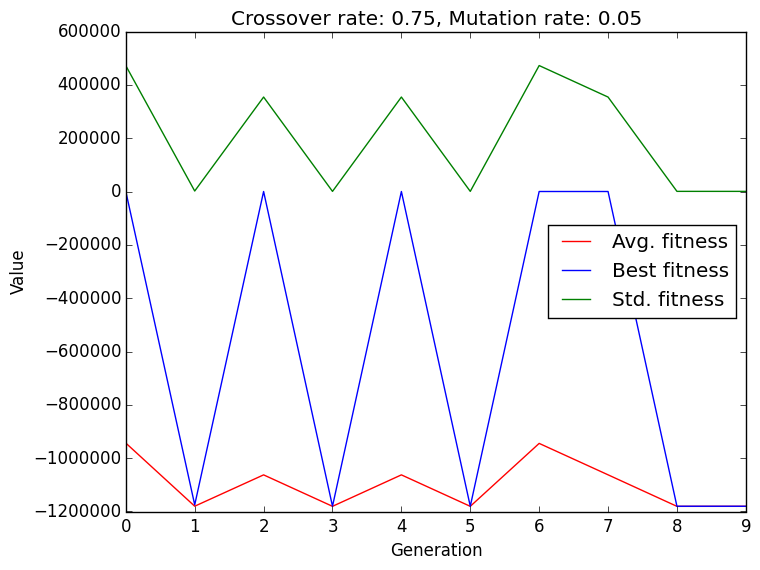 Crossover rate: 0.75, Mutation rate: 0.05
600000
400000
200000
0
−200000
−400000
−600000
−800000
−1000000
−1200000
Value
Avg. fitness
Best fitness
Std. fitness
0 1 2 3 4 5 6 7 8 9
Generation